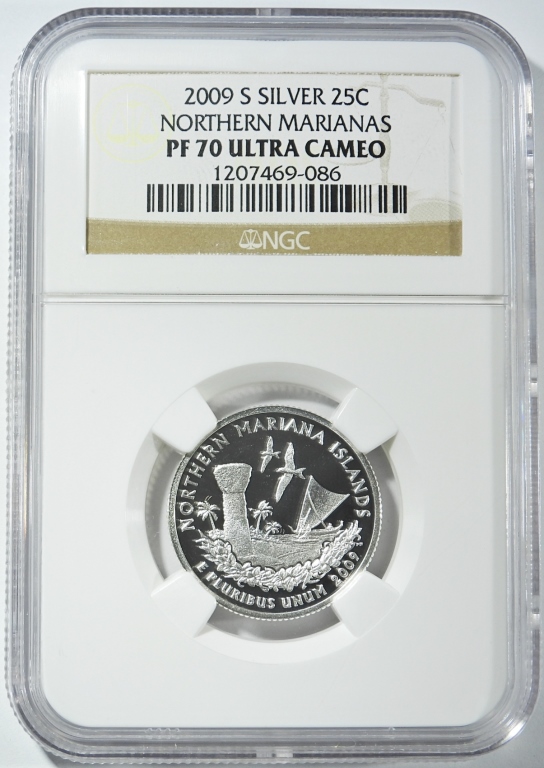 2009 S SILVER 25C
NORTHERN MARIANAS
PF 70 ULTRA CAMEO
1207469-086
NGC
NORTHERN MARIANA ISLANDS
E PLURIBUS UNUM 2009